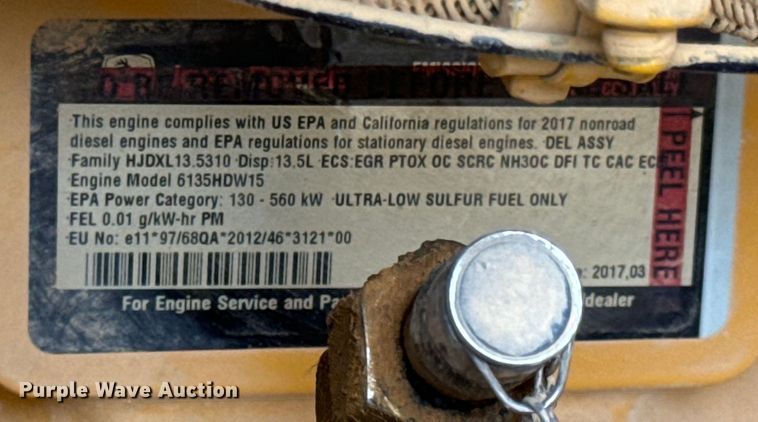 This engine complies with US EPA and California regulations for 2017 nonroad
diesel engines and EPA regulations for stationary diesel engines. DEL ASSY
Family HJDXL13.5310 Disp:13.5L ECS:EGR PTOX OC SCRC NH3OC DFI TC CAC EC
Engine Model 6135HDW15
EPA Power Category: 130 - 560 kW ULTRA-LOW SULFUR FUEL ONLY
FEL 0.01 g/kW-hr PM
EU No: e11*97/68QA*2012/46*3121*00
2017,03
For Engine Service and dealer
PEEL HERE
Purple Wave Auction